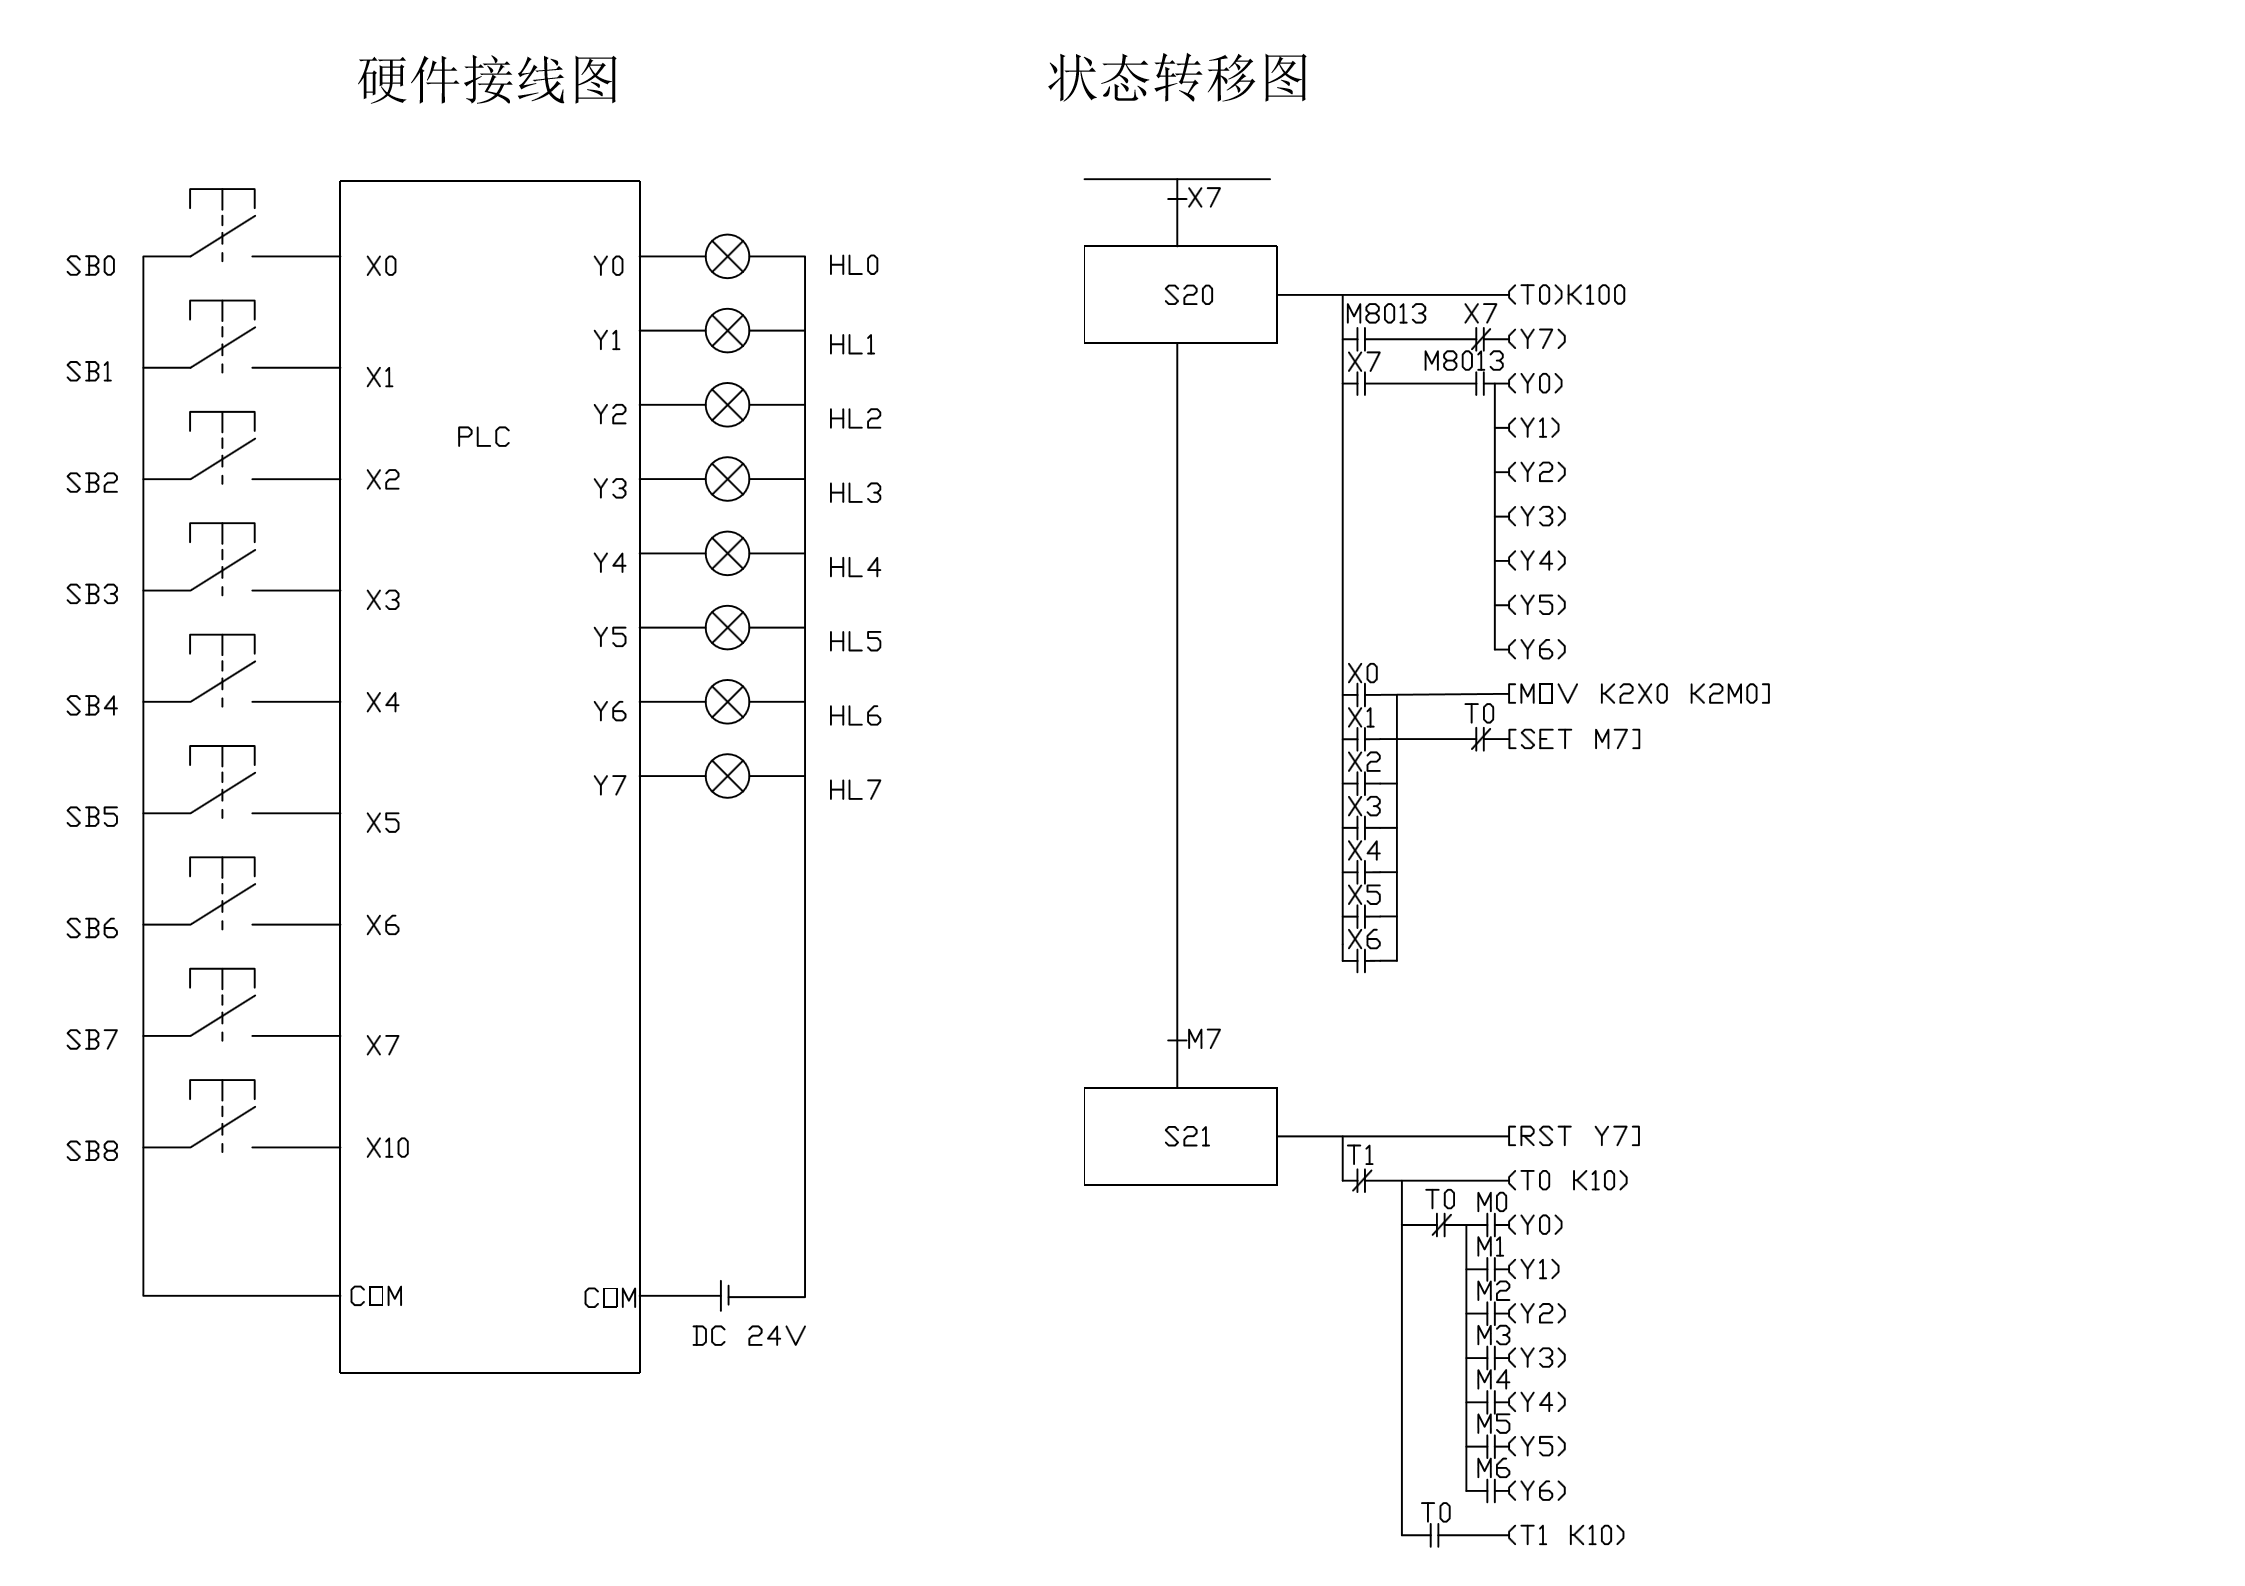 硬件接线图
SB0
SB1
SB2
SB3
SB4
SB5
SB6
SB7
SB8
X0
X1
X2
X3
X4
X5
X6
X7
X10
COM
PLC
Y0
Y1
Y2
Y3
Y4
Y5
Y6
Y7
COM
HL0
HL1
HL2
HL3
HL4
HL5
HL6
HL7
DC 24V
状态转移图
X7
S20
(T0)K100
M8013 X7 (Y7)
X7 M8013 (Y0)
(Y1)
(Y2)
(Y3)
(Y4)
(Y5)
(Y6)
X0 [MOV K2X0 K2M0]
X1 T0 [SET M7]
X2
X3
X4
X5
X6
M7
S21
[RST Y7]
T1 (T0 K10)
T0 M0 (Y0)
M1 (Y1)
M2 (Y2)
M3 (Y3)
M4 (Y4)
M5 (Y5)
M6 (Y6)
T0 (T1 K10)